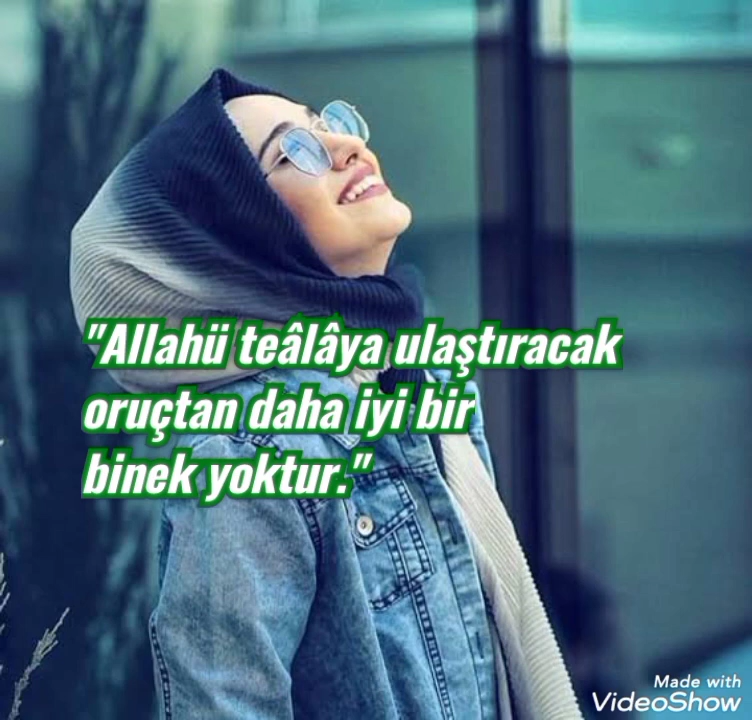 "Allahü teâlâya ulaştıracak
oruçtan daha iyi bir
binek yoktur."
Made with
VideoShow